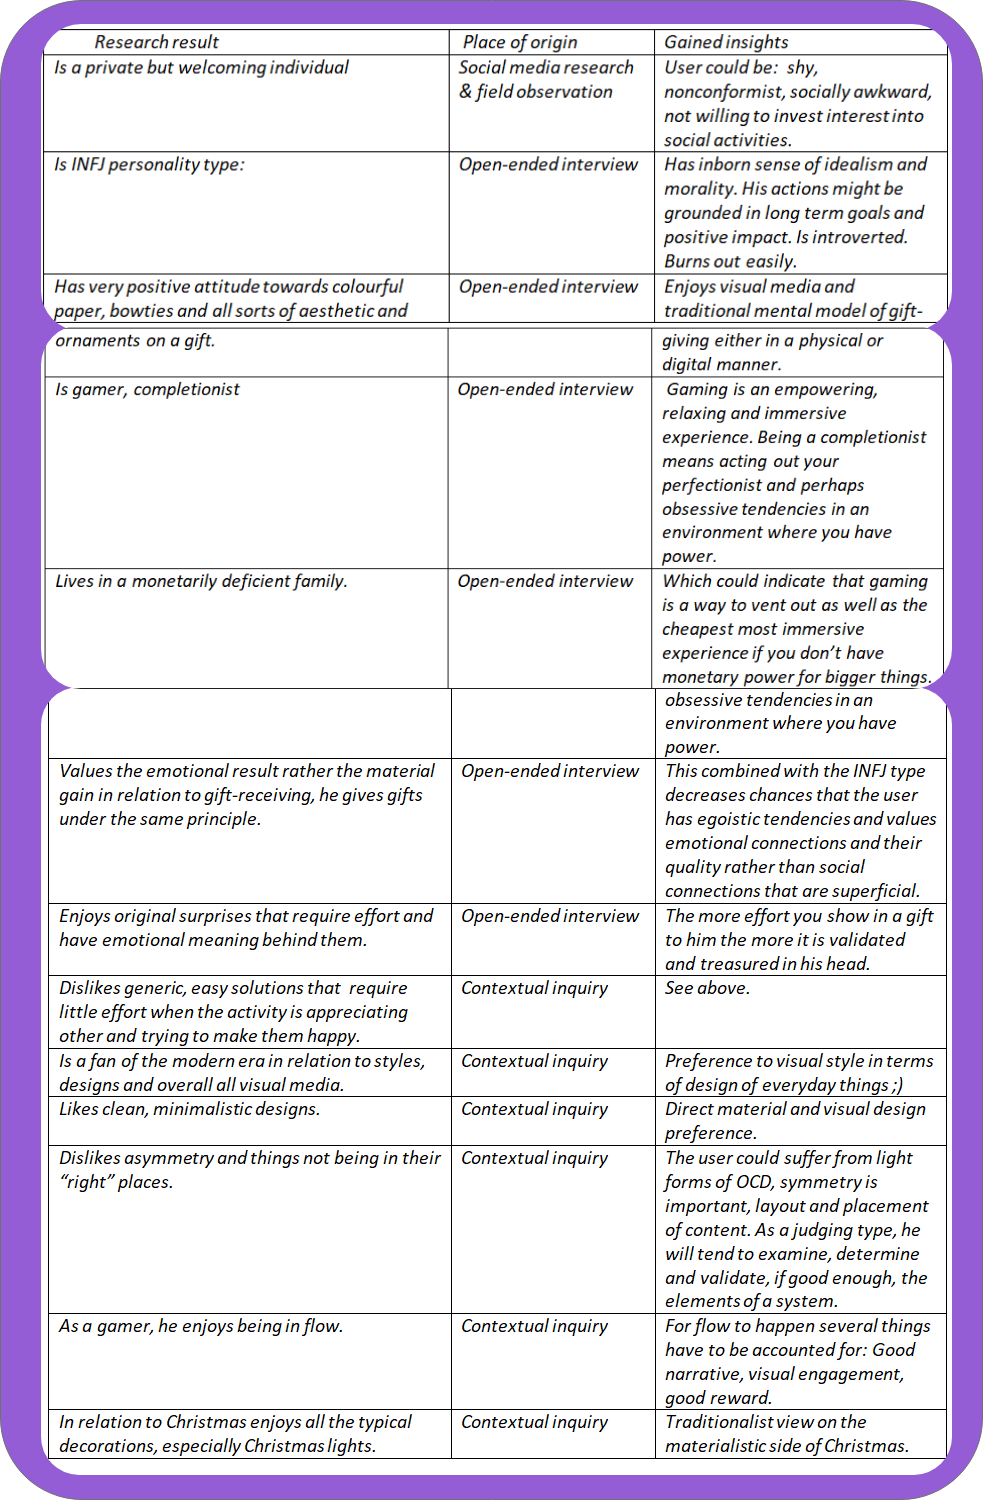 Research result
Place of origin
Gained insights
Is a private but welcoming individual
Social media research
& field observation
User could be:  shy,
nonconformist, socially awkward,
not willing to invest interest into
social activities.
Is INFJ personality type:
Open-ended interview
Has inborn sense of idealism and
morality. His actions might be
grounded in long term goals and
positive impact. Is introverted.
Burns out easily.
Has very positive attitude towards colourful
paper, bowties and all sorts of aesthetic and
Open-ended interview
Enjoys visual media and
traditional mental model of gift-
ornaments on a gift.
giving either in a physical or
digital manner.
Is gamer, completionist
Open-ended interview
Gaming is an empowering,
relaxing and immersive
experience. Being a completionist
means acting out your
perfectionist and perhaps
obsessive tendencies in an
environment where you have
power.
Lives in a monetarily deficient family.
Open-ended interview
Which could indicate that gaming
is a way to vent out as well as the
cheapest most immersive
experience if you don’t have
monetary power for bigger things.
obsessive tendencies in an
environment where you have
power.
Values the emotional result rather the material
gain in relation to gift-receiving, he gives gifts
under the same principle.
Open-ended interview
This combined with the INFJ type
decreases chances that the user
has egoistic tendencies and values
emotional connections and their
quality rather than social
connections that are superficial.
Enjoys original surprises that require effort and
have emotional meaning behind them.
Open-ended interview
The more effort you show in a gift
to him the more it is validated
and treasured in his head.
Dislikes generic, easy solutions that  require
little effort when the activity is appreciating
other and trying to make them happy.
Contextual inquiry
See above.
Is a fan of the modern era in relation to styles,
designs and overall all visual media.
Contextual inquiry
Preference to visual style in terms
of design of everyday things ;)
Likes clean, minimalistic designs.
Contextual inquiry
Direct material and visual design
preference.
Dislikes asymmetry and things not being in their
“right” places.
Contextual inquiry
The user could suffer from light
forms of OCD, symmetry is
important, layout and placement
of content. As a judging type, he
will tend to examine, determine
and validate, if good enough, the
elements of a system.
As a gamer, he enjoys being in flow.
Contextual inquiry
For flow to happen several things
have to be accounted for: Good
narrative, visual engagement,
good reward.
In relation to Christmas enjoys all the typical
decorations, especially Christmas lights.
Contextual inquiry
Traditionalist view on the
materialistic side of Christmas.